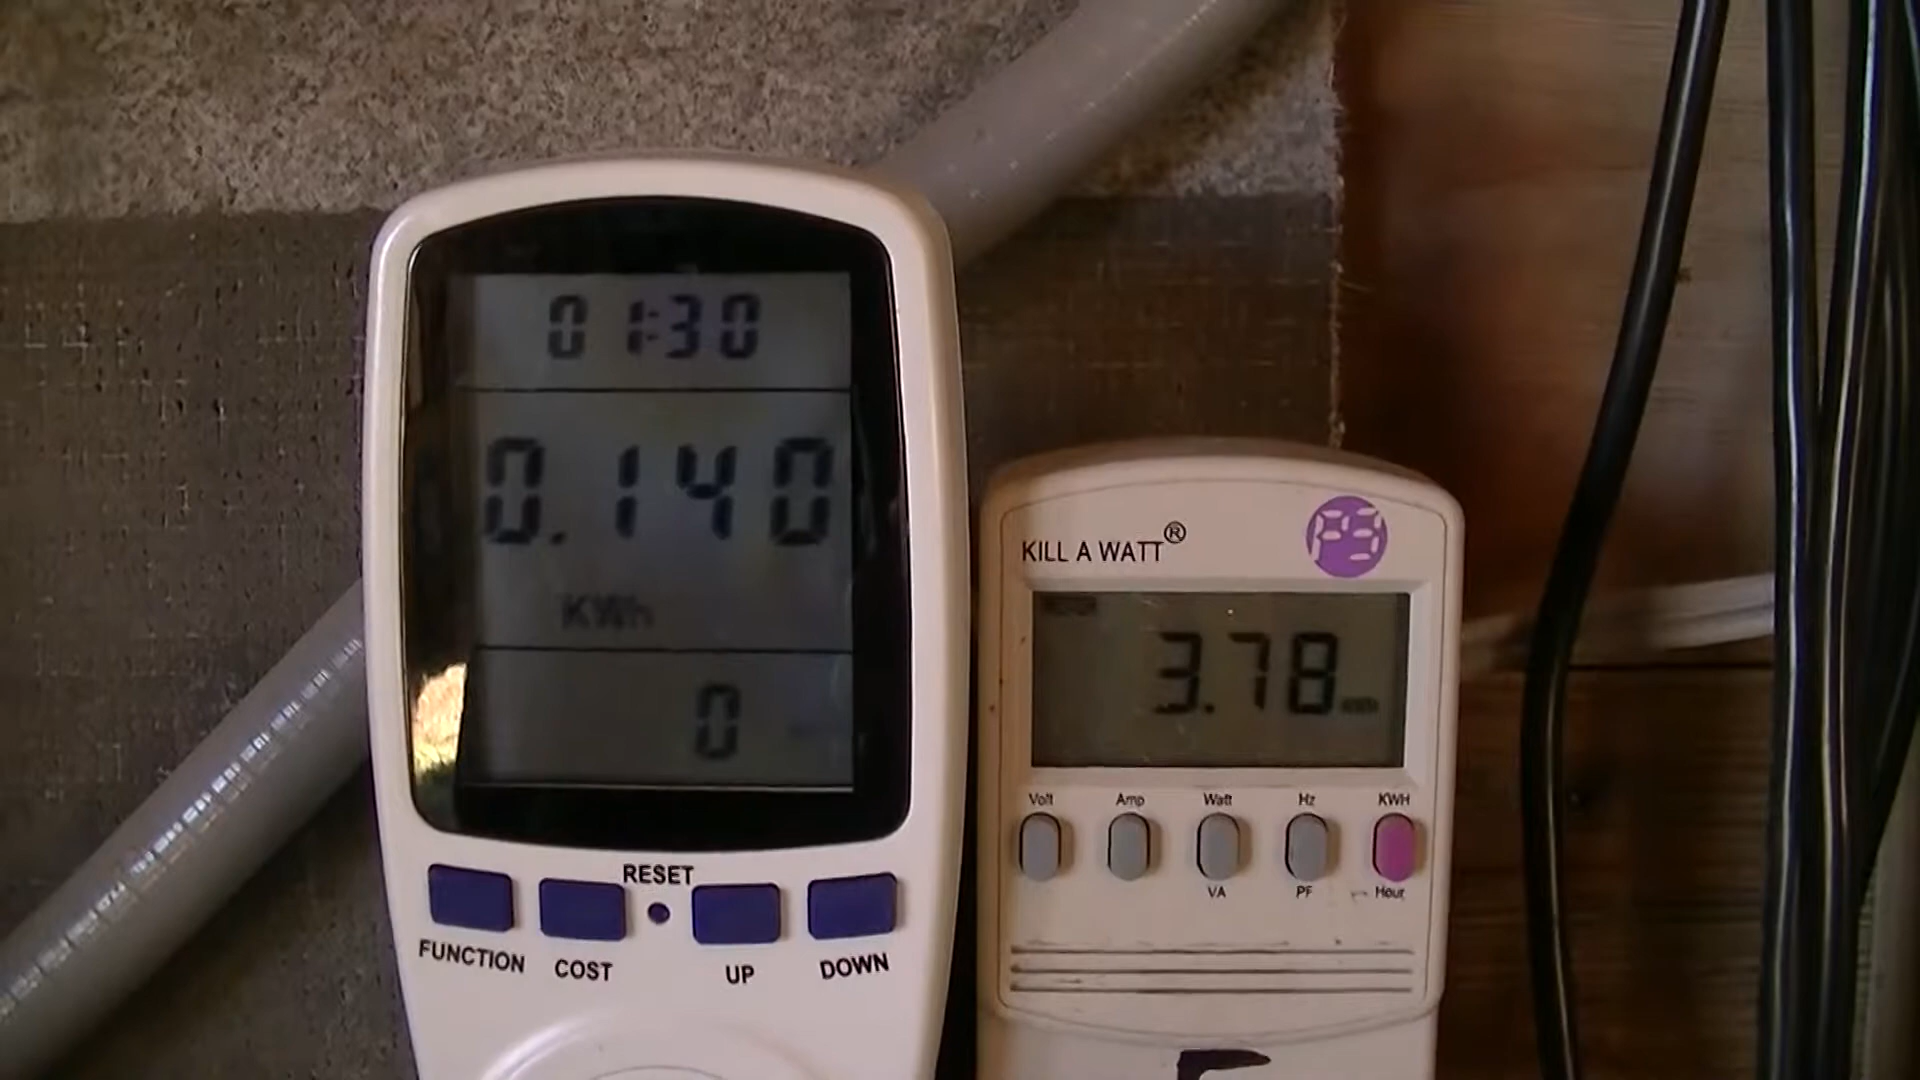 01:30
0.140
KWh
0
RESET
FUNCTION
COST
UP
DOWN
KILL A WATT®
P3
3.78
Volt Amp Watt Hz KWH
VA PF Hour